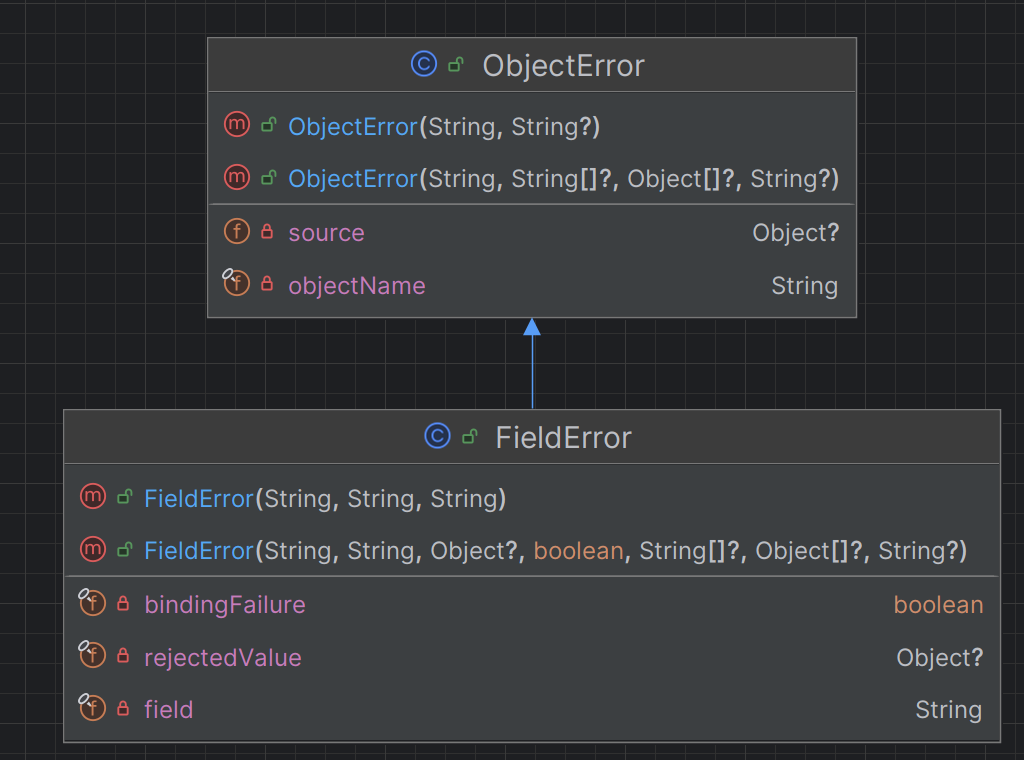 ObjectError
ObjectError(String, String?)
ObjectError(String, String[]?, Object[]?, String?)
source Object?
objectName String
FieldError
FieldError(String, String, String)
FieldError(String, String, Object?, boolean, String[]?, Object[]?, String?)
bindingFailure boolean
rejectedValue Object?
field String